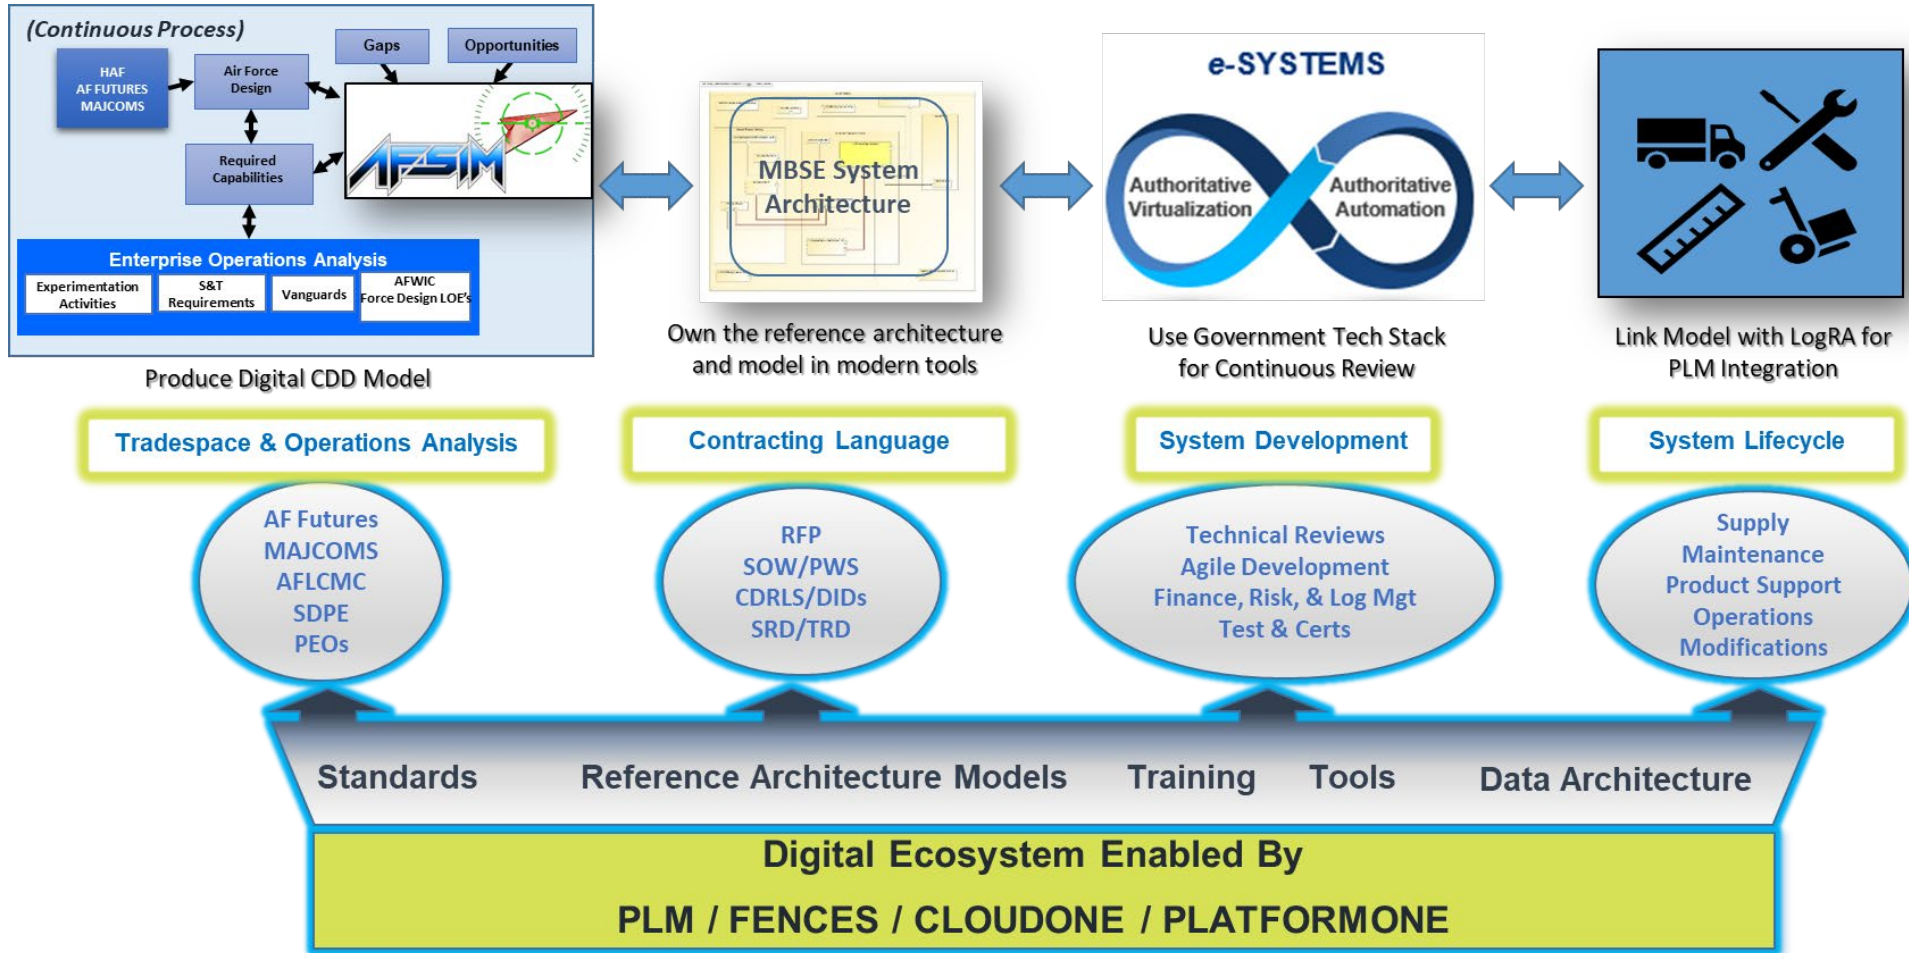 (Continuous Process)
HAF
AF FUTURES
MAJCOMS
Air Force
Design
Gaps
Opportunities
AFSIM
Required
Capabilities
Enterprise Operations Analysis
Experimentation
Activities
S&T
Requirements
Vanguards
AFWIC
Force Design LOE's
Produce Digital CDD Model
MBSE System
Architecture
Own the reference architecture
and model in modern tools
e-SYSTEMS
Authoritative
Virtualization
Authoritative
Automation
Use Government Tech Stack
for Continuous Review
Link Model with LogRA for
PLM Integration
Tradespace & Operations Analysis
Contracting Language
System Development
System Lifecycle
AF Futures
MAJCOMS
AFLCMC
SDPE
PEOs
RFP
SOW/PWS
CDRLS/DIDs
SRD/TRD
Technical Reviews
Agile Development
Finance, Risk, & Log Mgt
Test & Certs
Supply
Maintenance
Product Support
Operations
Modifications
Standards
Reference Architecture Models
Training
Tools
Data Architecture
Digital Ecosystem Enabled By
PLM / FENCES / CLOUDONE / PLATFORMONE